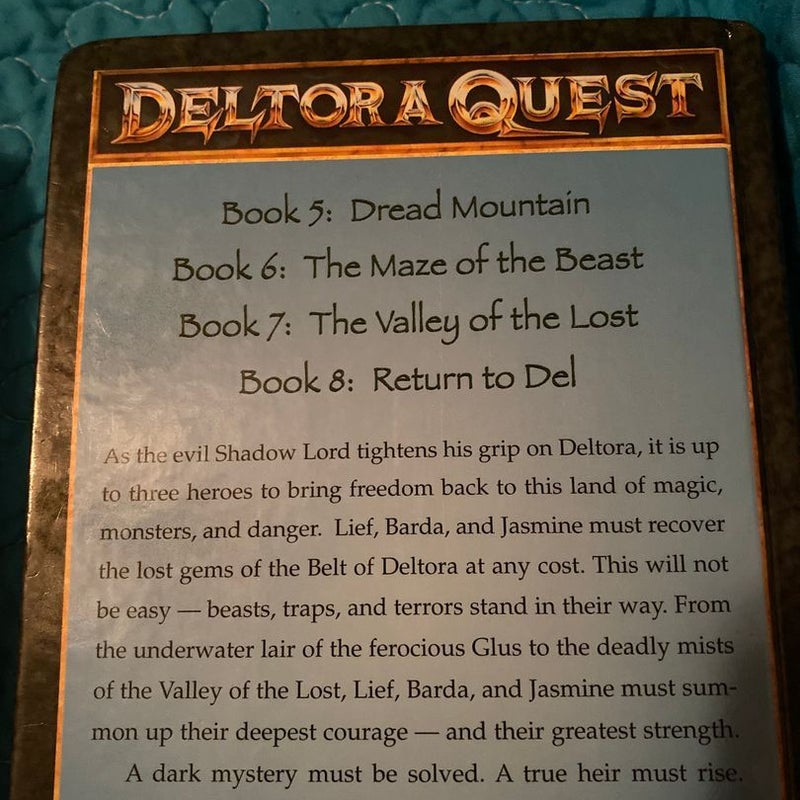 DELTORA QUEST
Book 5: Dread Mountain
Book 6: The Maze of the Beast
Book 7: The Valley of the Lost
Book 8: Return to Del
As the evil Shadow Lord tightens his grip on Deltora, it is up
to three heroes to bring freedom back to this land of magic,
monsters, and danger. Lief, Barda, and Jasmine must recover
the lost gems of the Belt of Deltora at any cost. This will not
be easy — beasts, traps, and terrors stand in their way. From
the underwater lair of the ferocious Glus to the deadly mists
of the Valley of the Lost, Lief, Barda, and Jasmine must sum-
mon up their deepest courage — and their greatest strength.
A dark mystery must be solved. A true heir must rise.